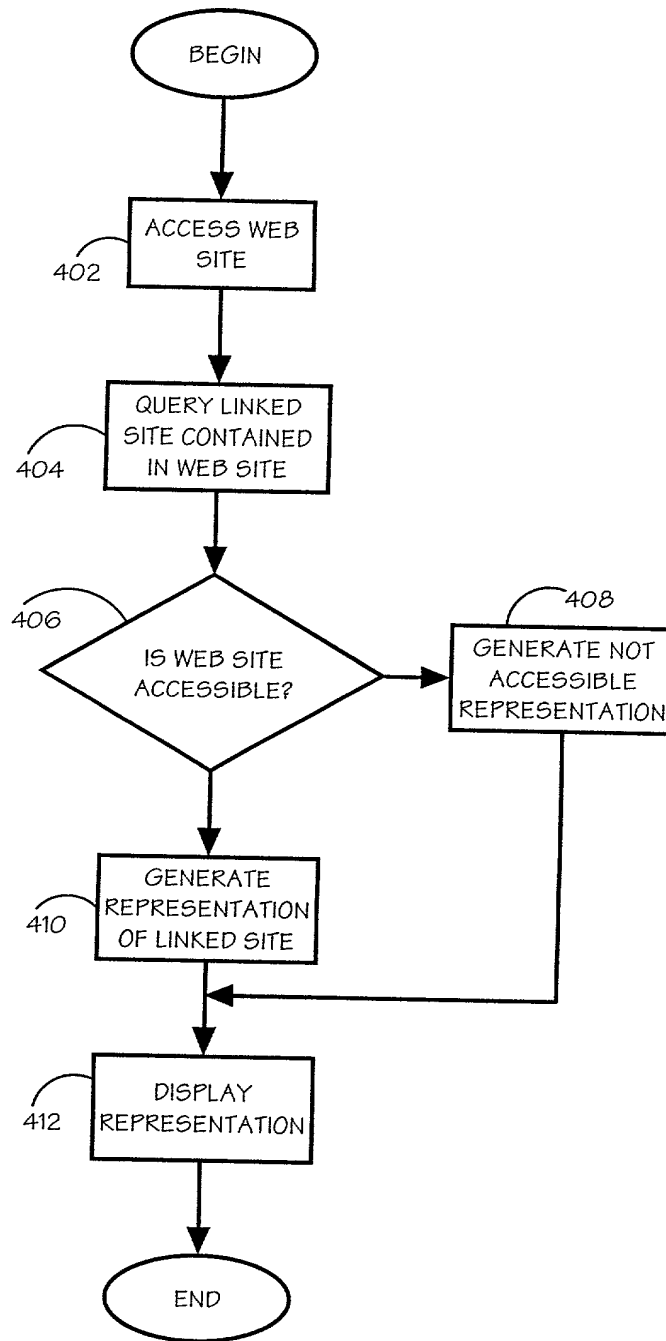 BEGIN
ACCESS WEB
SITE
402
QUERY LINKED
SITE CONTAINED
IN WEB SITE
404
406
IS WEB SITE
ACCESSIBLE?
408
GENERATE NOT
ACCESSIBLE
REPRESENTATION
GENERATE
REPRESENTATION
OF LINKED SITE
410
DISPLAY
REPRESENTATION
412
END